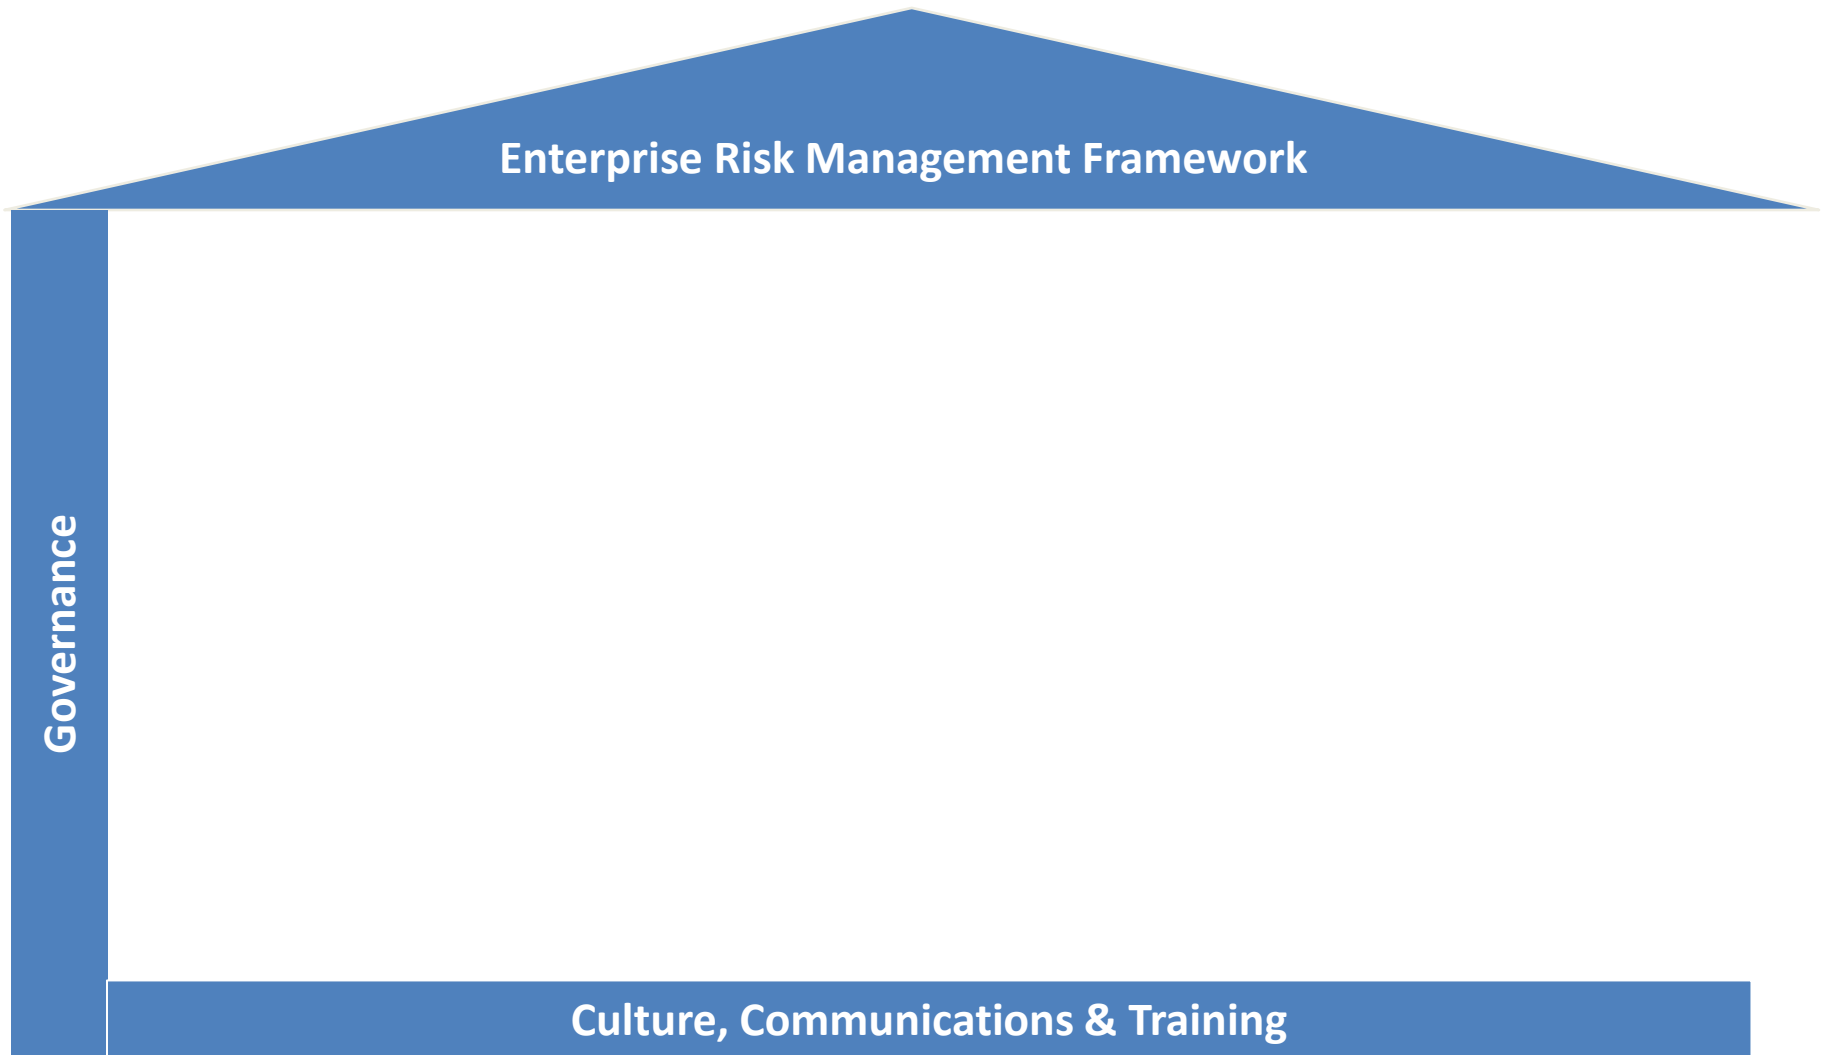 Enterprise Risk Management Framework
Governance
Culture, Communications & Training